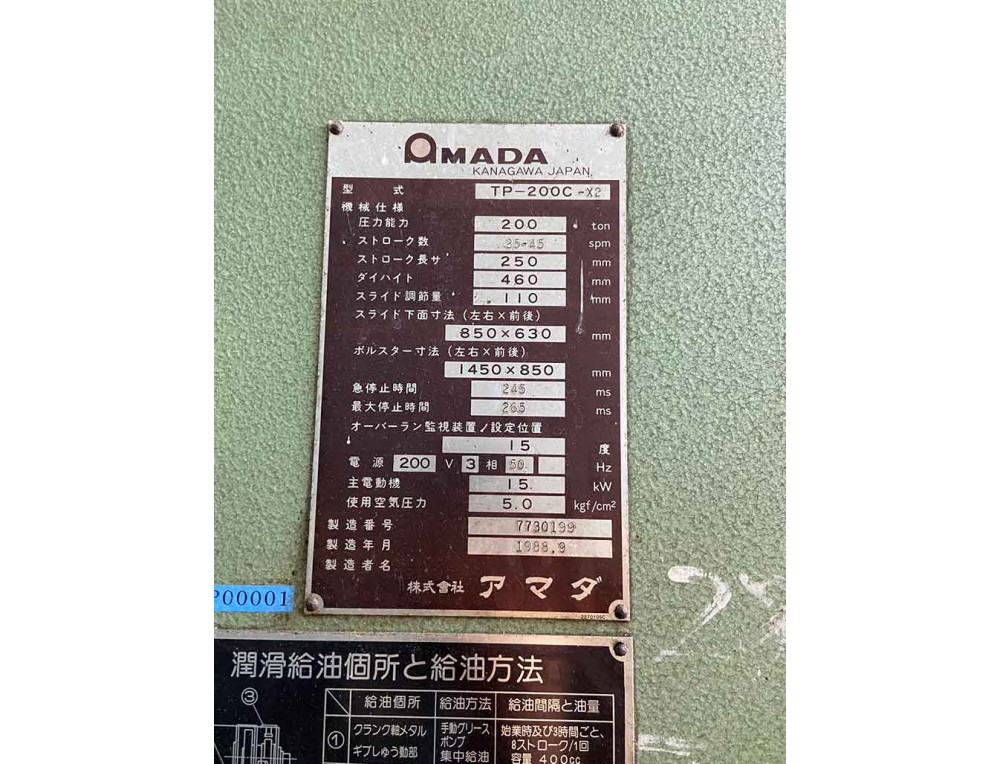 AMADA
KANAGAWA JAPAN
型式 TP-200C-X2
機械仕様
圧力能力 200 ton
ストローク数 35-45 spm
ストローク長サ 250 mm
ダイハイト 460 mm
スライド調節量 110 mm
スライド下面寸法(左右×前後)
850×630 mm
ボルスター寸法(左右×前後)
1450×850 mm
急停止時間 245 ms
最大停止時間 265 ms
オーバーラン監視装置ノ設定位置
15 度
電源 200 V 3 相 50 Hz
主電動機 15 kW
使用空気圧力 5.0 kgf/cm²
製造番号 7730199
製造年月 1988.9
製造者名
株式会社 アマダ
P00001
潤滑給油個所と給油方法
③
給油個所 給油方法 給油間隔と油量
① クランク軸メタル 手動グリース 始業時及び3時間ごと、
ギブしゅう動部 ポンプ 8ストローク/1回
集中給油 容量 400cc